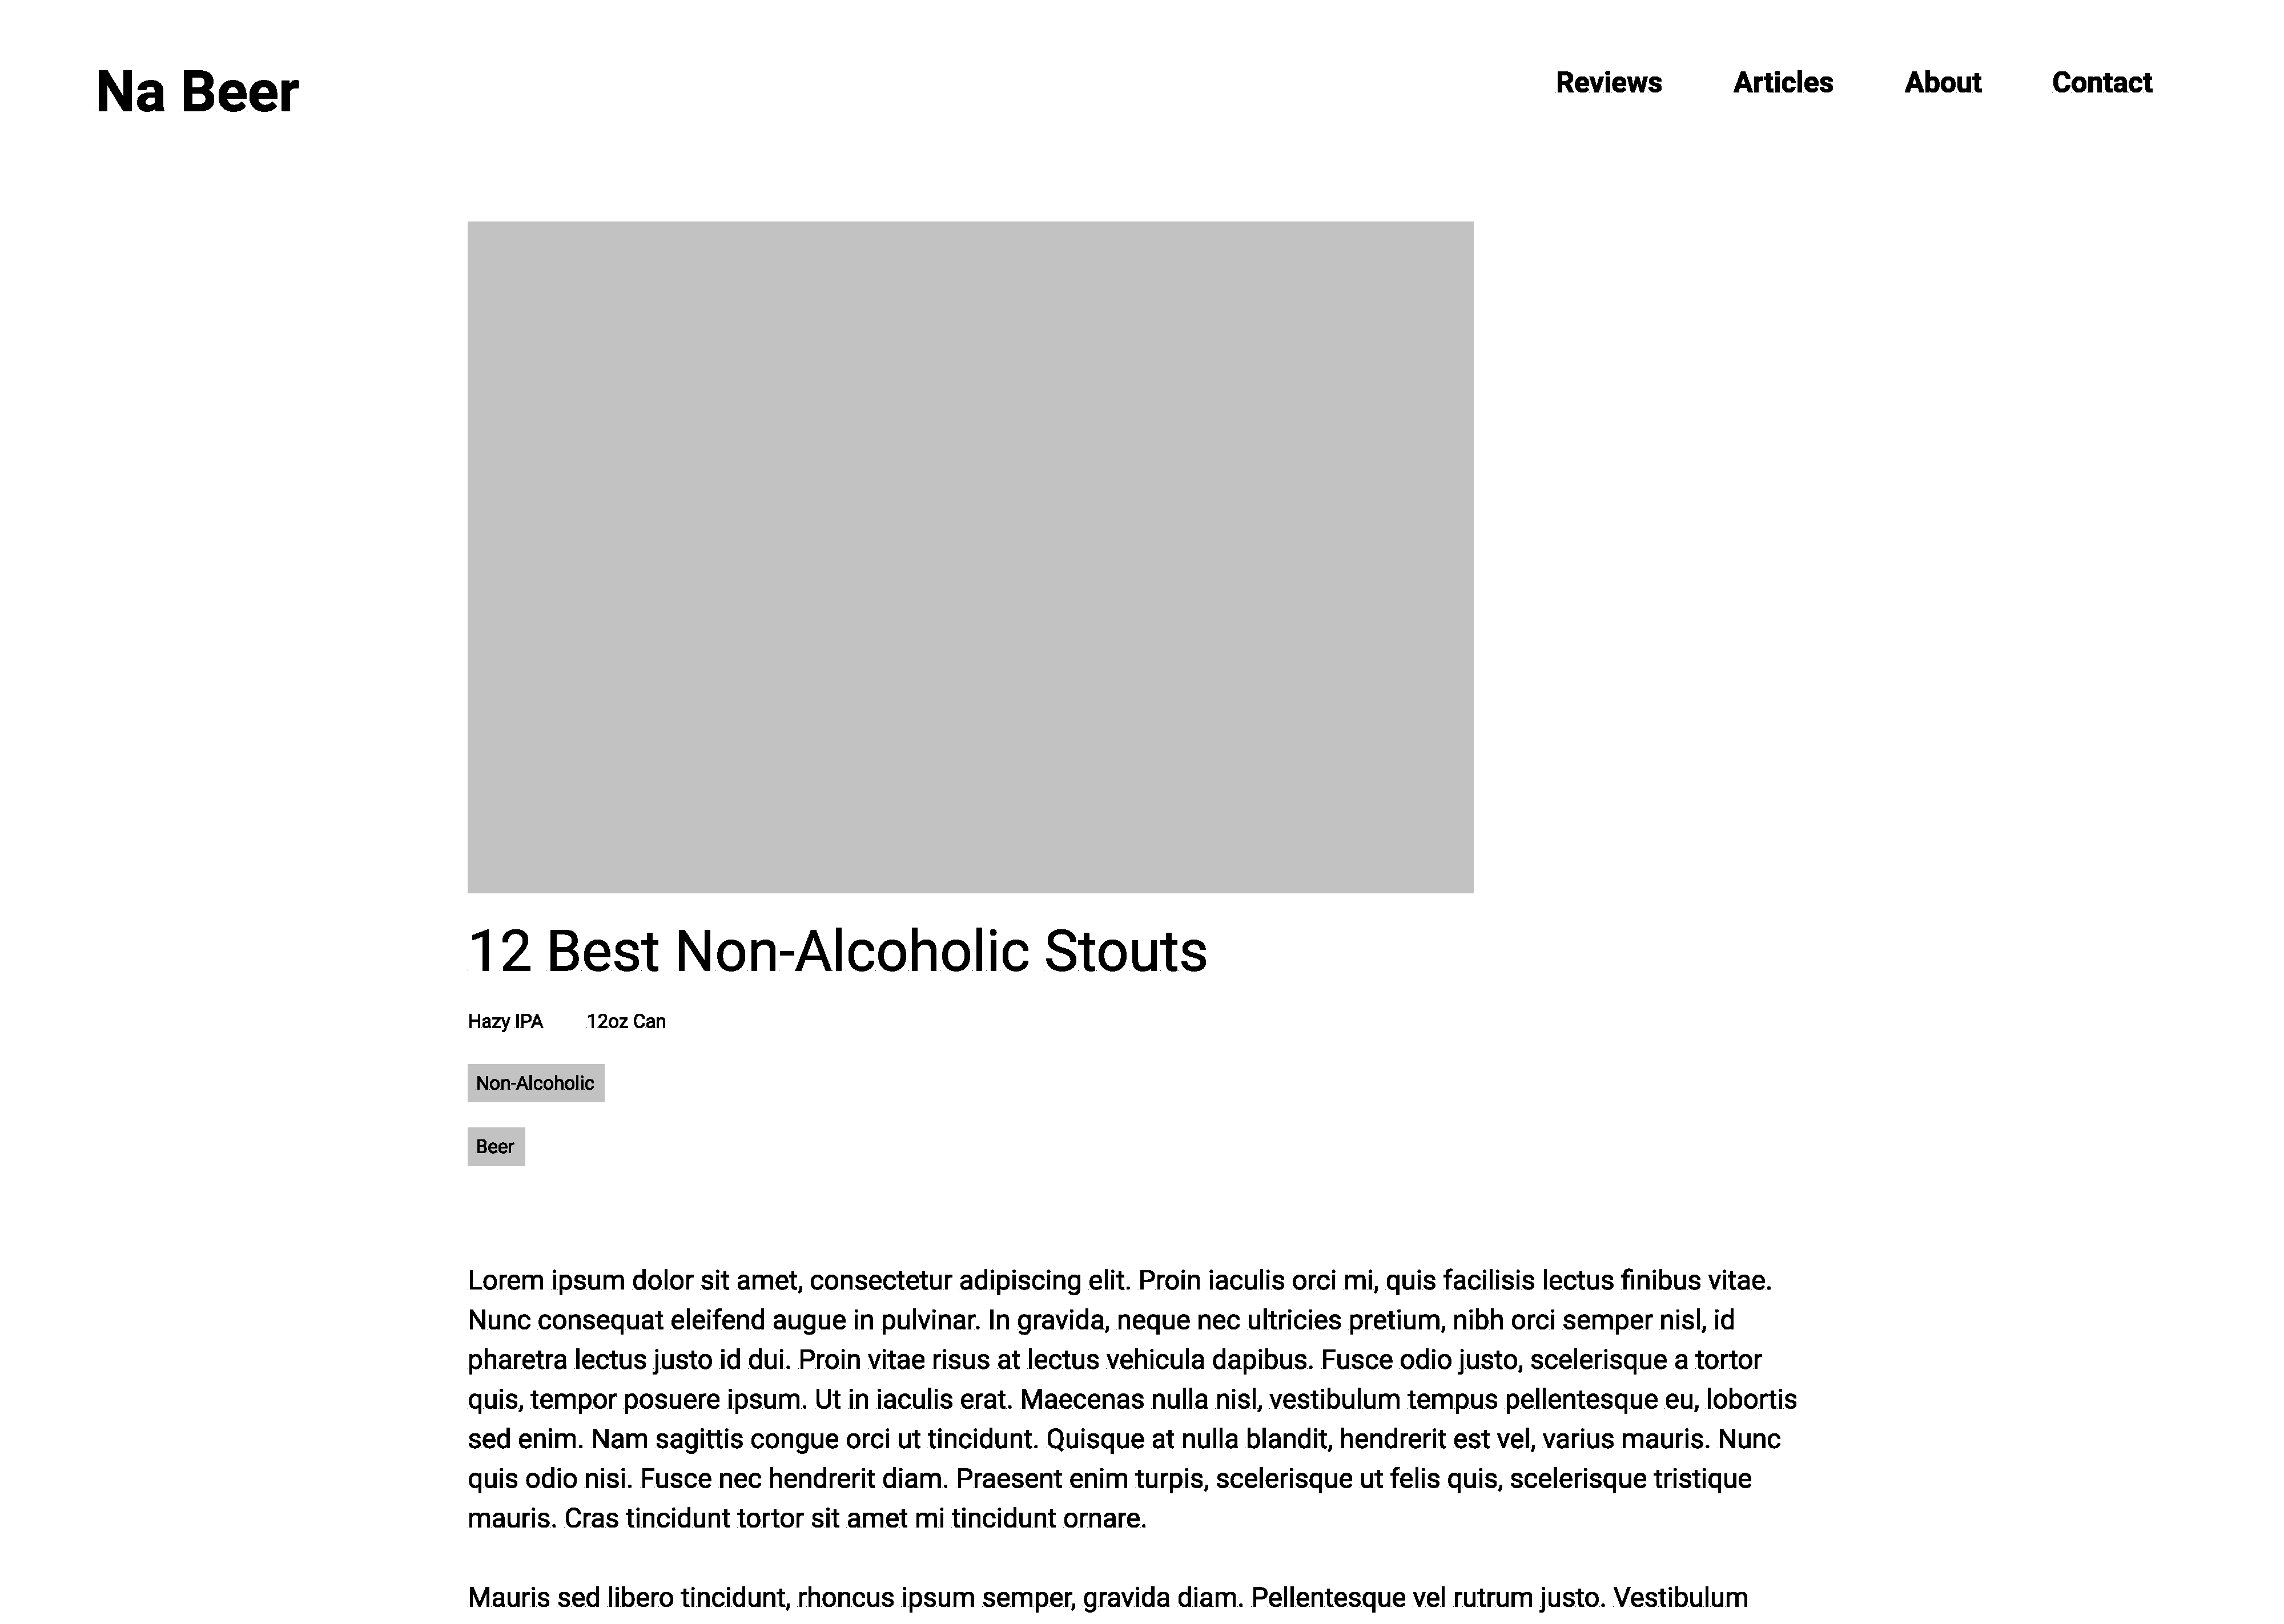 Na Beer
Reviews Articles About Contact
12 Best Non-Alcoholic Stouts
Hazy IPA 12oz Can
Non-Alcoholic
Beer
Lorem ipsum dolor sit amet, consectetur adipiscing elit. Proin iaculis orci mi, quis facilisis lectus finibus vitae.
Nunc consequat eleifend augue in pulvinar. In gravida, neque nec ultricies pretium, nibh orci semper nisl, id
pharetra lectus justo id dui. Proin vitae risus at lectus vehicula dapibus. Fusce odio justo, scelerisque a tortor
quis, tempor posuere ipsum. Ut in iaculis erat. Maecenas nulla nisl, vestibulum tempus pellentesque eu, lobortis
sed enim. Nam sagittis congue orci ut tincidunt. Quisque at nulla blandit, hendrerit est vel, varius mauris. Nunc
quis odio nisi. Fusce nec hendrerit diam. Praesent enim turpis, scelerisque ut felis quis, scelerisque tristique
mauris. Cras tincidunt tortor sit amet mi tincidunt ornare.
Mauris sed libero tincidunt, rhoncus ipsum semper, gravida diam. Pellentesque vel rutrum justo. Vestibulum